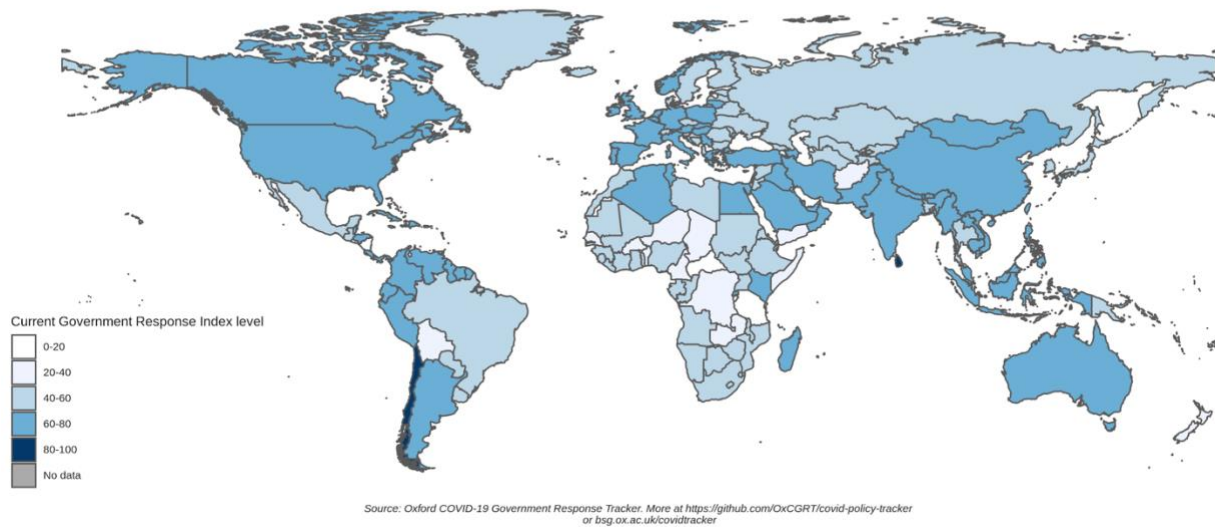 Current Government Response Index level
0-20
20-40
40-60
60-80
80-100
No data
Source: Oxford COVID-19 Government Response Tracker. More at https://github.com/OxCGRT/covid-policy-tracker
or bsg.ox.ac.uk/covidtracker